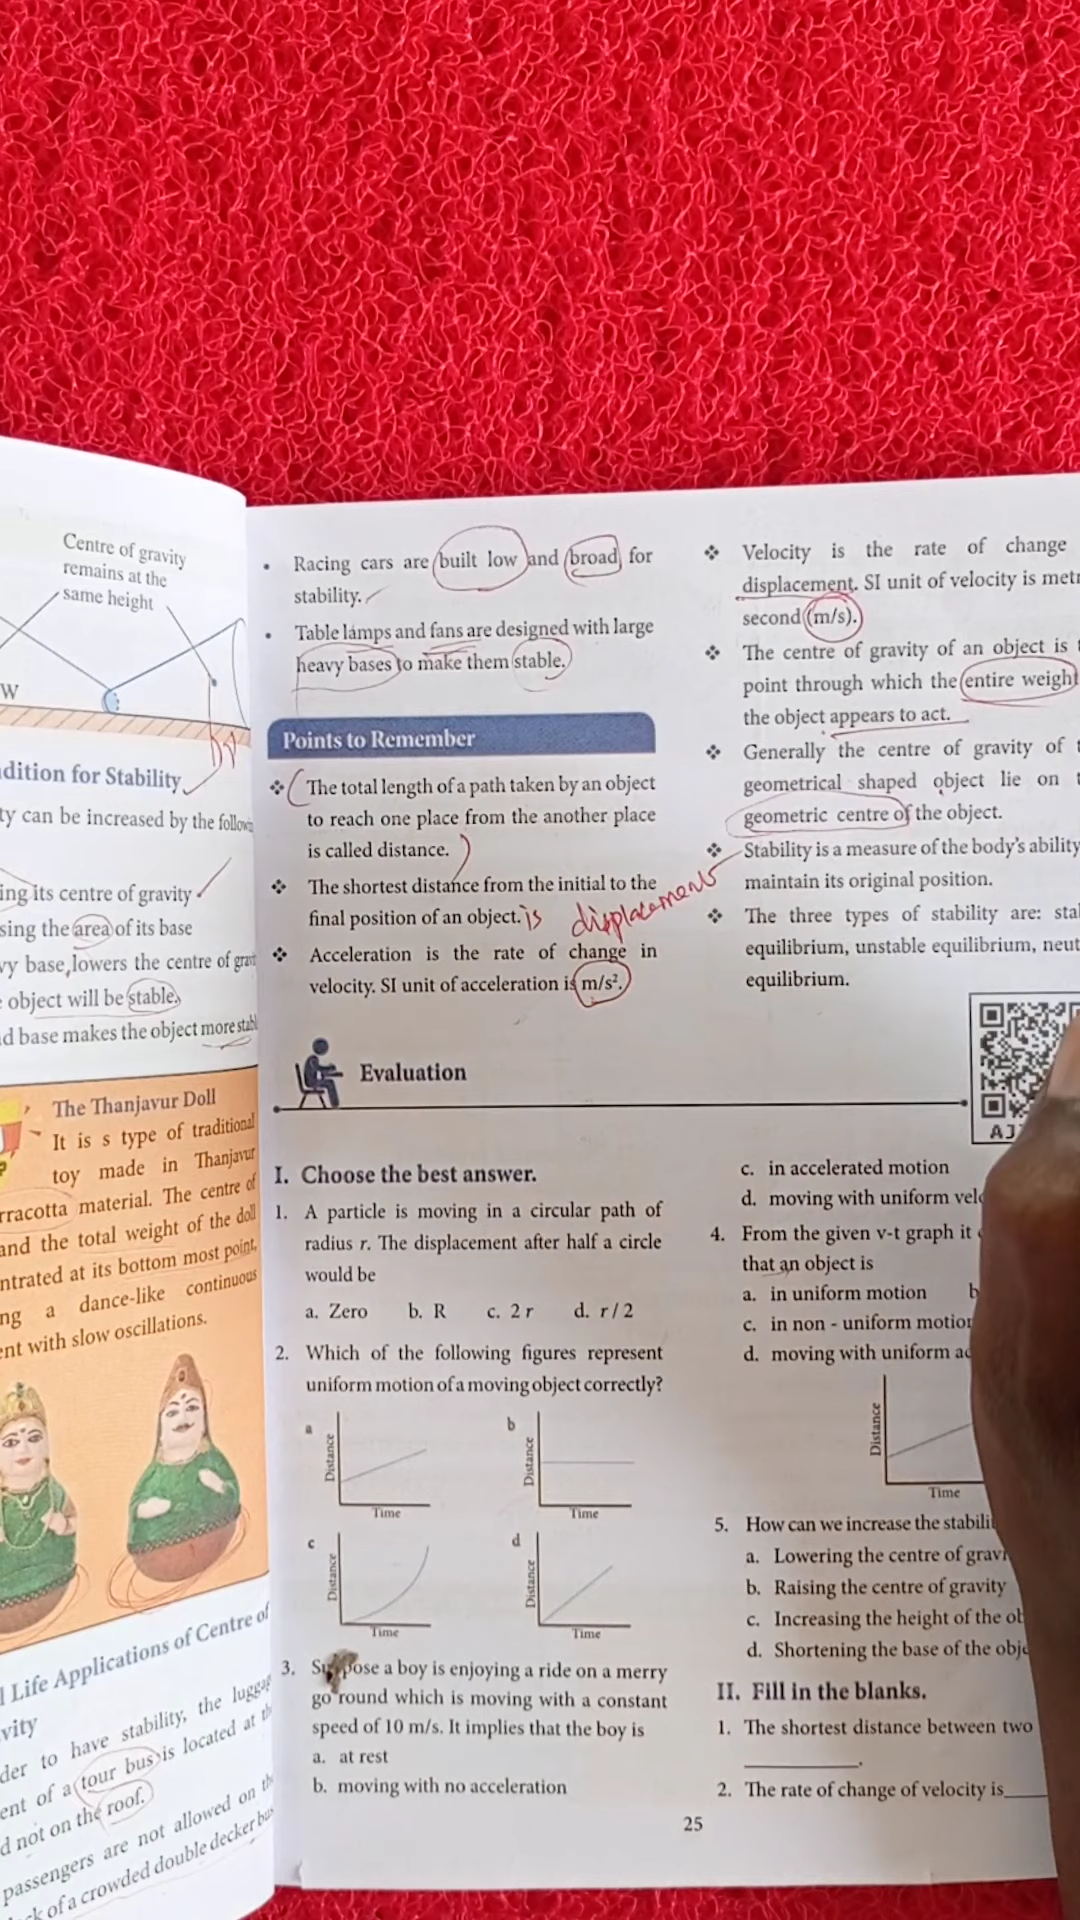 Centre of gravity
remains at the
same height
W
dition for Stability
ty can be increased by the
ing its centre of gravity
sing the area of its base
vy base, lowers the centre of
object will be stable.
d base makes the object more
The Thanjavur Doll
It is s type of traditional
toy made in Thanjavur
rracotta material. The centre of
and the total weight of the doll
ntrated at its bottom most point,
ng a dance-like continuous
ent with slow oscillations.
Life Applications of Centre of
vity
der to have stability, the
ent of a tour bus is located at
d not on the roof.
passengers are not allowed on
ck of a crowded double decker
• Racing cars are built low and broad for
stability.
• Table lamps and fans are designed with large
heavy bases to make them stable.
Points to Remember
❖ The total length of a path taken by an object
to reach one place from the another place
is called distance.
❖ The shortest distance from the initial to the
final position of an object. is displacement
❖ Acceleration is the rate of change in
velocity. SI unit of acceleration is m/s².
❖ Velocity is the rate of change
displacement. SI unit of velocity is
second (m/s).
❖ The centre of gravity of an object is
point through which the entire weight
the object appears to act.
❖ Generally the centre of gravity of
geometrical shaped object lie on
geometric centre of the object.
❖ Stability is a measure of the body's ability
maintain its original position.
❖ The three types of stability are:
equilibrium, unstable equilibrium,
equilibrium.
AJ
Evaluation
I. Choose the best answer.
1. A particle is moving in a circular path of
radius r. The displacement after half a circle
would be
a. Zero b. R c. 2 r d. r / 2
2. Which of the following figures represent
uniform motion of a moving object correctly?
a
Distance
Time
b
Distance
Time
c
Distance
Time
d
Distance
Time
3. Suppose a boy is enjoying a ride on a merry
go round which is moving with a constant
speed of 10 m/s. It implies that the boy is
a. at rest
b. moving with no acceleration
c. in accelerated motion
d. moving with uniform
4. From the given v-t graph it
that an object is
a. in uniform motion b
c. in non - uniform
d. moving with uniform
Distance
Time
5. How can we increase the
a. Lowering the centre of
b. Raising the centre of gravity
c. Increasing the height of the
d. Shortening the base of the
II. Fill in the blanks.
1. The shortest distance between two
____________.
2. The rate of change of velocity is____
25